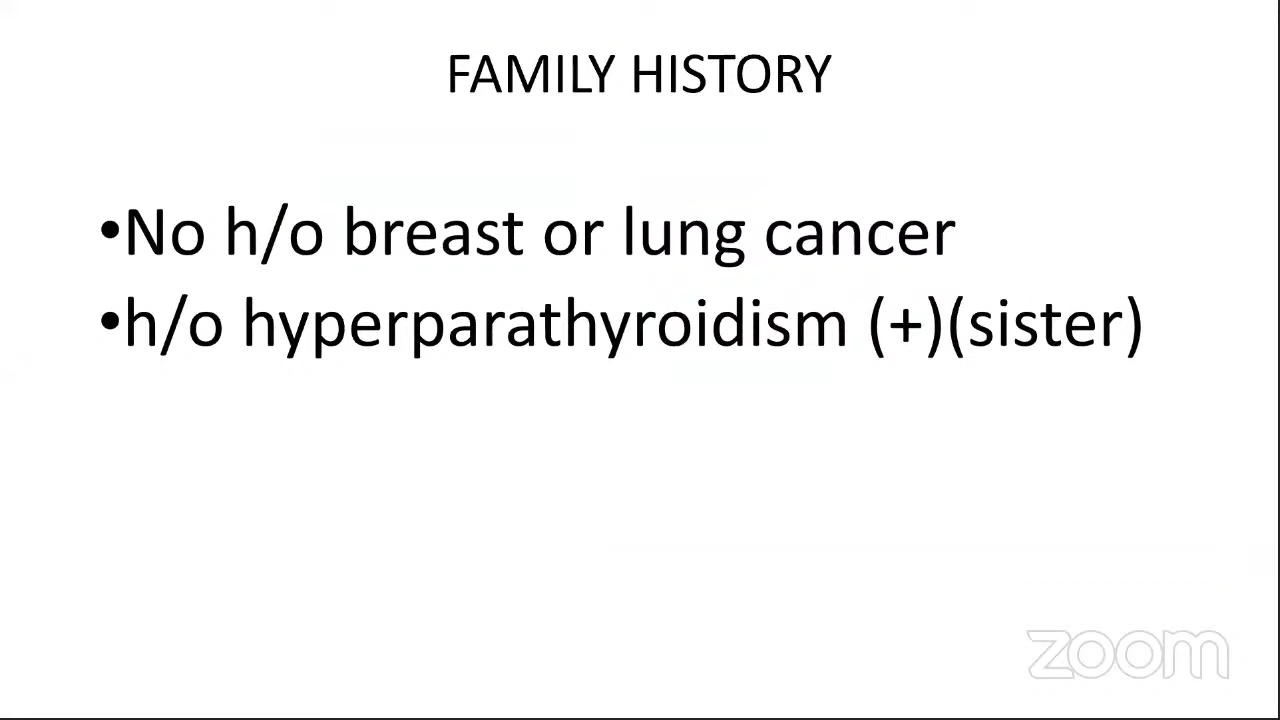 FAMILY HISTORY
•No h/o breast or lung cancer
•h/o hyperparathyroidism (+)(sister)
zoom